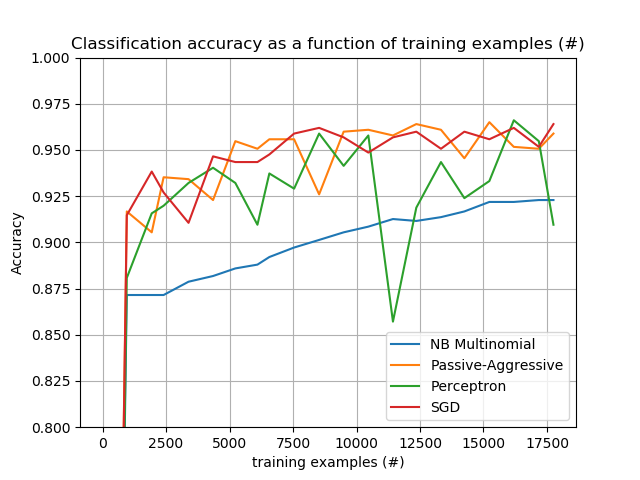 Classification accuracy as a function of training examples (#)
1.000
0.975
0.950
0.925
0.900
0.875
0.850
0.825
0.800
Accuracy
NB Multinomial
Passive-Aggressive
Perceptron
SGD
0 2500 5000 7500 10000 12500 15000 17500
training examples (#)